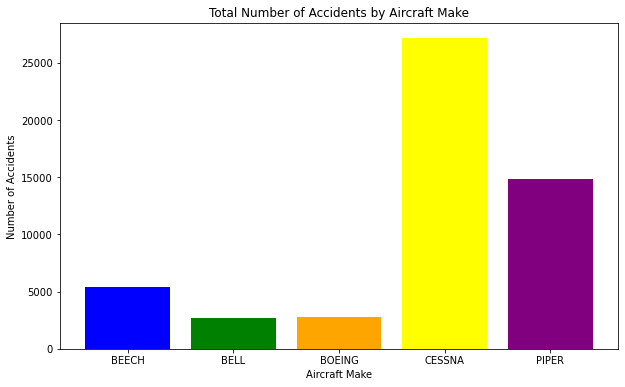 Total Number of Accidents by Aircraft Make
Number of Accidents
25000
20000
15000
10000
5000
0
BEECH BELL BOEING CESSNA PIPER
Aircraft Make